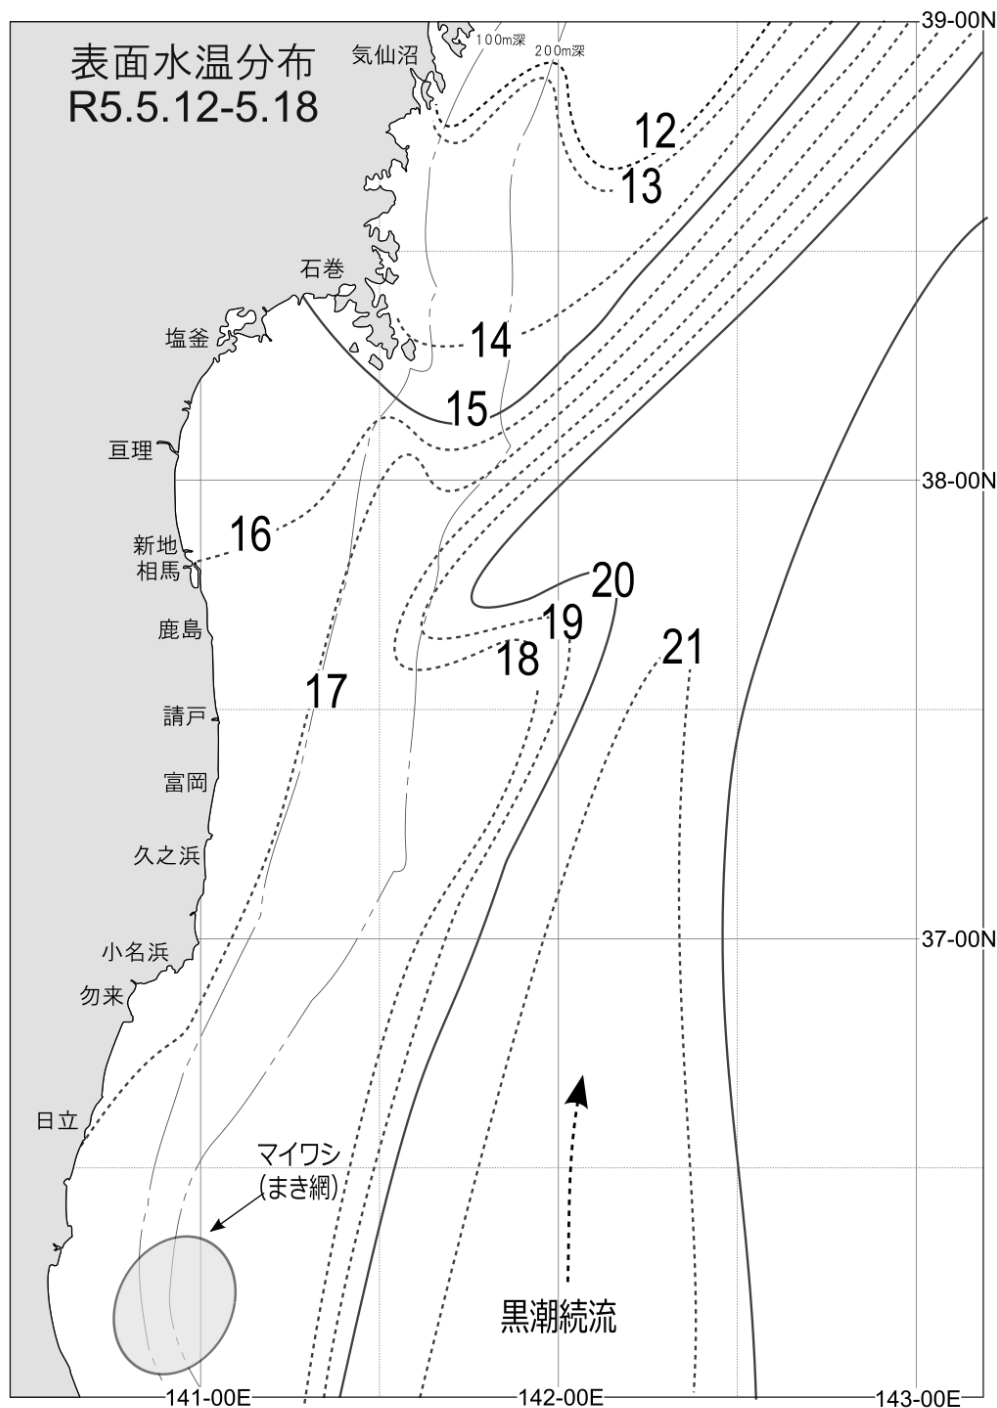 表面水温分布
R5.5.12-5.18
気仙沼
100m深
200m深
39-00N
12
13
石巻
塩釜
14
15
亘理
38-00N
16
新地
相馬
20
鹿島
19
18
21
17
請戸
富岡
久之浜
小名浜
37-00N
勿来
日立
マイワシ
(まき網)
黒潮続流
141-00E
142-00E
143-00E